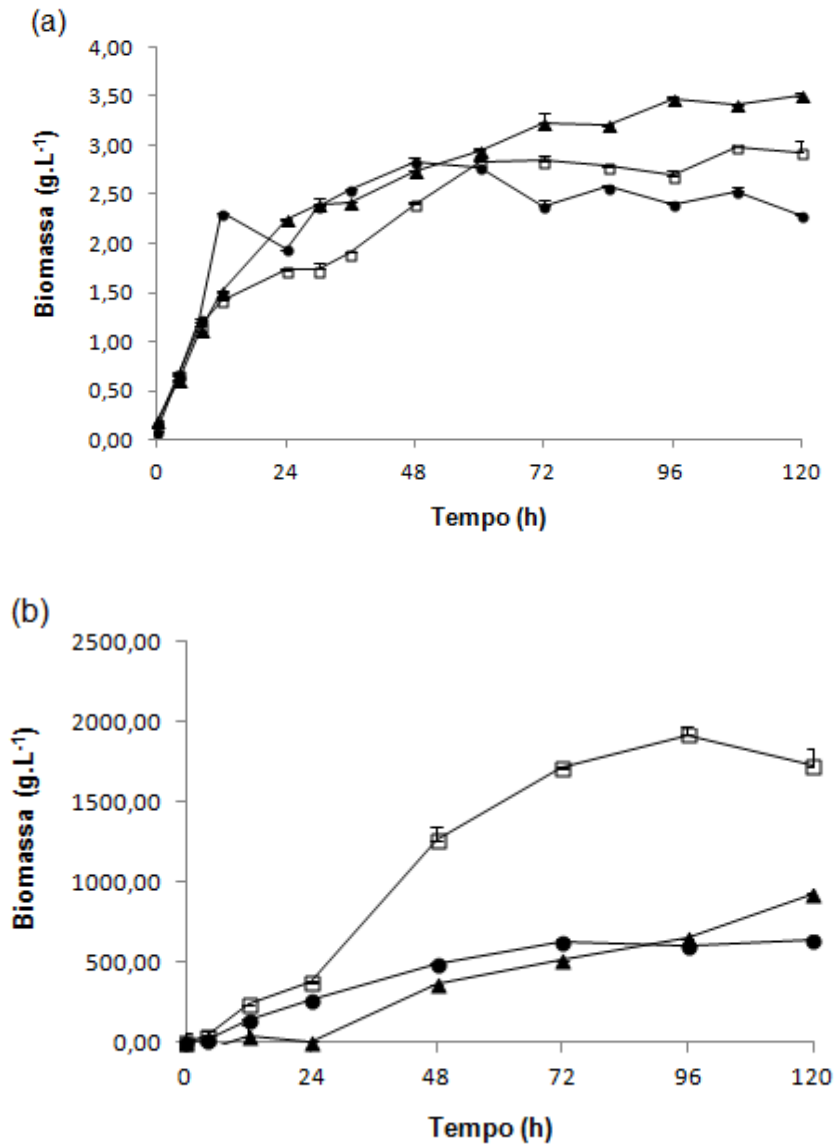 (a)
4,00
3,50
3,00
2,50
2,00
1,50
1,00
0,50
0,00
Biomassa (g.L-1)
0 24 48 72 96 120
Tempo (h)
(b)
2500,00
2000,00
1500,00
1000,00
500,00
0,00
Biomassa (g.L-1)
0 24 48 72 96 120
Tempo (h)